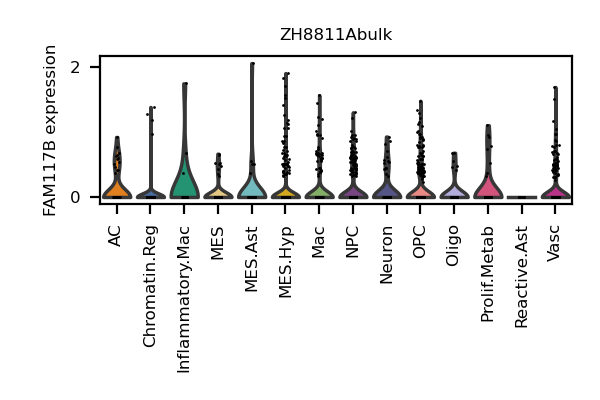 ZH8811Abulk
FAM117B expression
2
0
AC
Chromatin.Reg
Inflammatory.Mac
MES
MES.Ast
MES.Hyp
Mac
NPC
Neuron
OPC
Oligo
Prolif.Metab
Reactive.Ast
Vasc